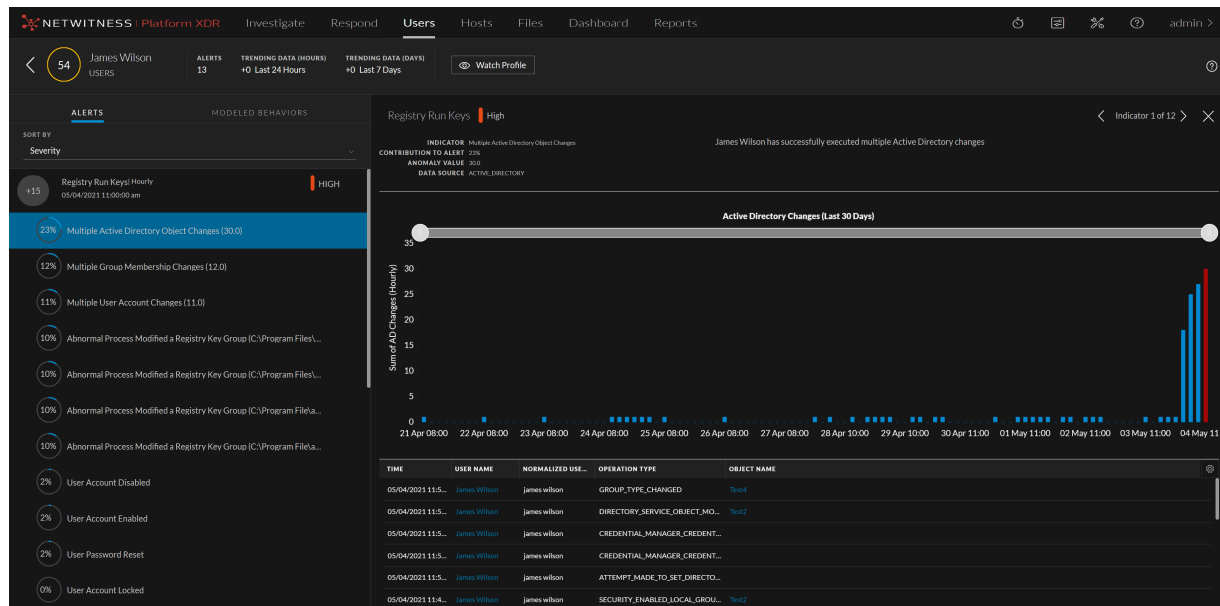 NETWITNESS | Platform XDR Investigate Respond Users Hosts Files Dashboard Reports admin >
54 James Wilson
USERS
ALERTS
13
TRENDING DATA (HOURS)
+0 Last 24 Hours
TRENDING DATA (DAYS)
+0 Last 7 Days
Watch Profile
ALERTS MODELED BEHAVIORS
SORT BY
Severity
+15 Registry Run Keys| Hourly HIGH
05/04/2021 11:00:00 am
23% Multiple Active Directory Object Changes (30.0)
12% Multiple Group Membership Changes (12.0)
11% Multiple User Account Changes (11.0)
10% Abnormal Process Modified a Registry Key Group (C:\Program Files\...
10% Abnormal Process Modified a Registry Key Group (C:\Program Files\...
10% Abnormal Process Modified a Registry Key Group (C:\Program File\a...
10% Abnormal Process Modified a Registry Key Group (C:\Program File\a...
2% User Account Disabled
2% User Account Enabled
2% User Password Reset
0% User Account Locked
Registry Run Keys High Indicator 1 of 12
INDICATOR Multiple Active Directory Object Changes
CONTRIBUTION TO ALERT 23%
ANOMALY VALUE 30.0
DATA SOURCE ACTIVE_DIRECTORY
James Wilson has successfully executed multiple Active Directory changes
Active Directory Changes (Last 30 Days)
Sum of AD Changes (Hourly)
35
30
25
20
15
10
5
0
21 Apr 08:00 22 Apr 08:00 23 Apr 08:00 24 Apr 08:00 25 Apr 08:00 26 Apr 08:00 27 Apr 08:00 28 Apr 10:00 29 Apr 10:00 30 Apr 11:00 01 May 11:00 02 May 11:00 03 May 11:00 04 May 11
TIME USER NAME NORMALIZED USE... OPERATION TYPE OBJECT NAME
05/04/2021 11:5... James Wilson james wilson GROUP_TYPE_CHANGED Test4
05/04/2021 11:5... James Wilson james wilson DIRECTORY_SERVICE_OBJECT_MO... Test2
05/04/2021 11:5... James Wilson james wilson CREDENTIAL_MANAGER_CREDENT...
05/04/2021 11:5... James Wilson james wilson CREDENTIAL_MANAGER_CREDENT...
05/04/2021 11:5... James Wilson james wilson ATTEMPT_MADE_TO_SET_DIRECTO...
05/04/2021 11:4... James Wilson james wilson SECURITY_ENABLED_LOCAL_GROU... Test2